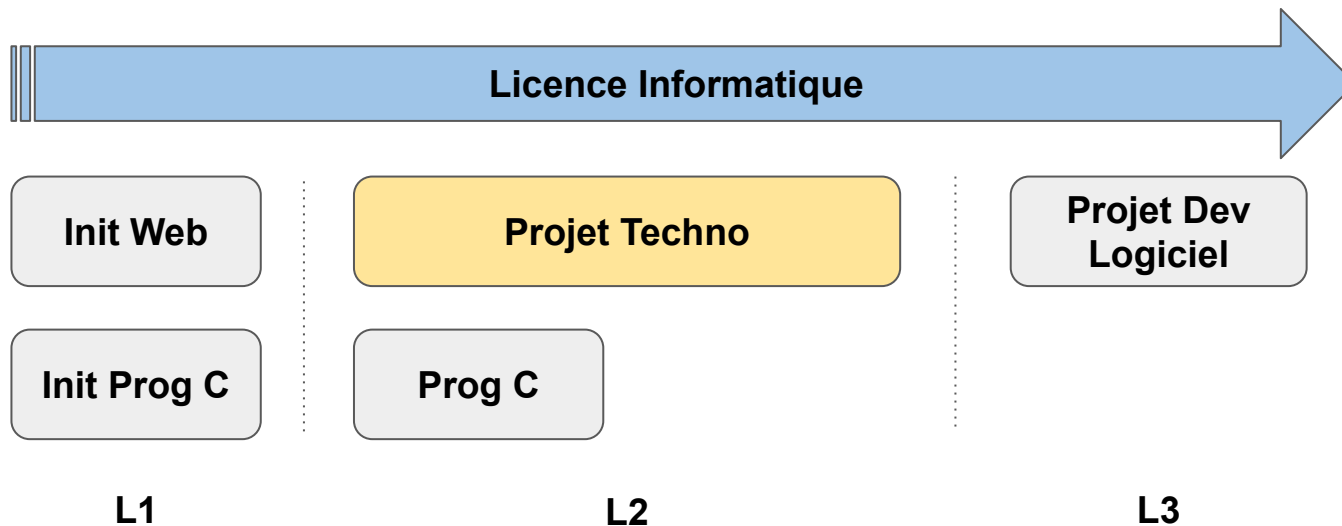 Licence Informatique
Init Web
Projet Techno
Projet Dev
Logiciel
Init Prog C
Prog C
L1
L2
L3